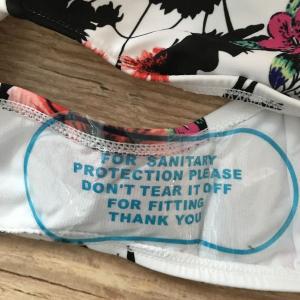 FOR SANITARY
PROTECTION PLEASE
DON'T TEAR IT OFF
FOR FITTING
THANK YOU